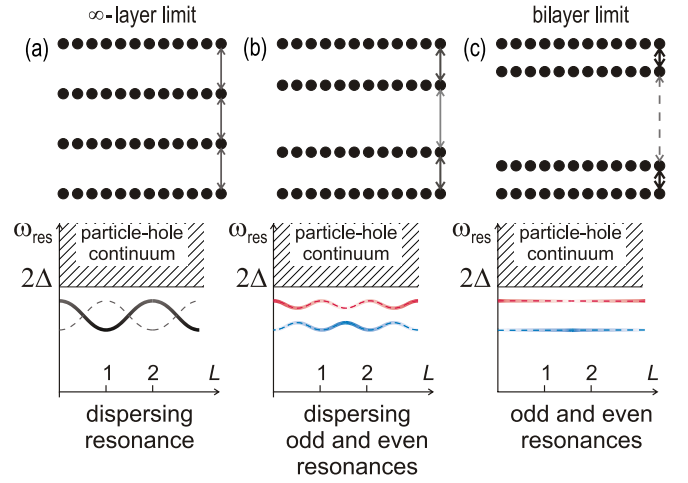 ∞-layer limit
bilayer limit
(a)
(b)
(c)
ωres
2Δ
particle-hole
continuum
1
2
L
dispersing
resonance
ωres
2Δ
particle-hole
continuum
1
2
L
dispersing
odd and even
resonances
ωres
2Δ
particle-hole
continuum
1
2
L
odd and even
resonances